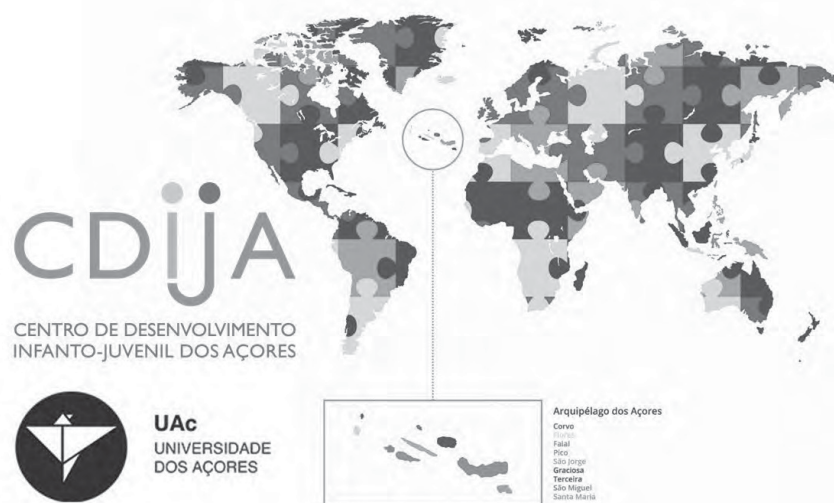 CDIJA
CENTRO DE DESENVOLVIMENTO
INFANTO-JUVENIL DOS AÇORES
UAc
UNIVERSIDADE
DOS AÇORES
Arquipélago dos Açores
Corvo
Flores
Faial
Pico
São Jorge
Graciosa
Terceira
São Miguel
Santa Maria